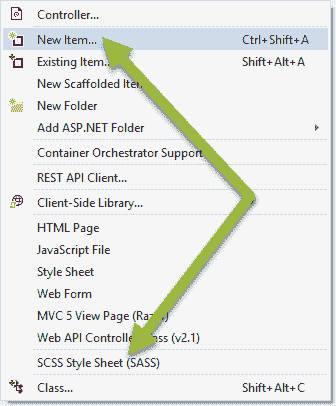 Controller...
New Item... Ctrl+Shift+A
Existing Item... Shift+Alt+A
New Scaffolded Item
New Folder
Add ASP.NET Folder
Container Orchestrator Support
REST API Client...
Client-Side Library...
HTML Page
JavaScript File
Style Sheet
Web Form
MVC 5 View Page (Razor)
Web API Controller Class (v2.1)
SCSS Style Sheet (SASS)
Class... Shift+Alt+C